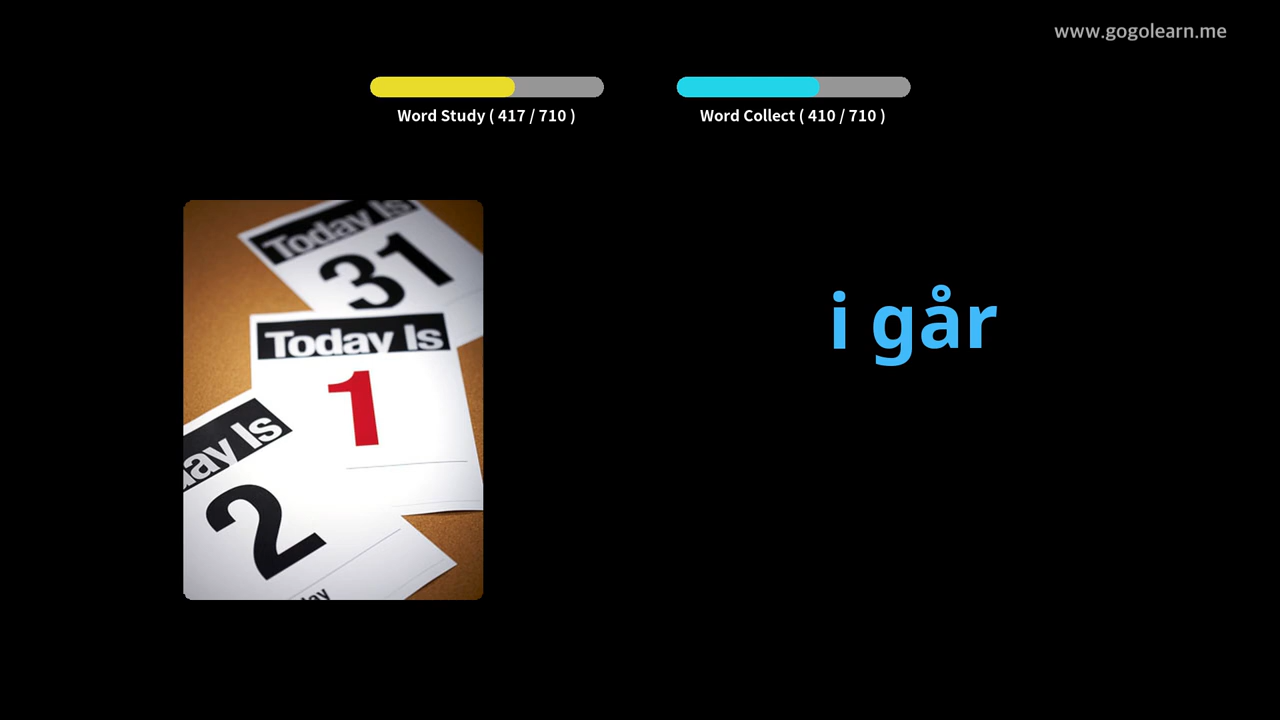 www.gogolearn.me
Word Study ( 417 / 710 )
Word Collect ( 410 / 710 )
Today Is
31
Today Is
1
day Is
2
i går